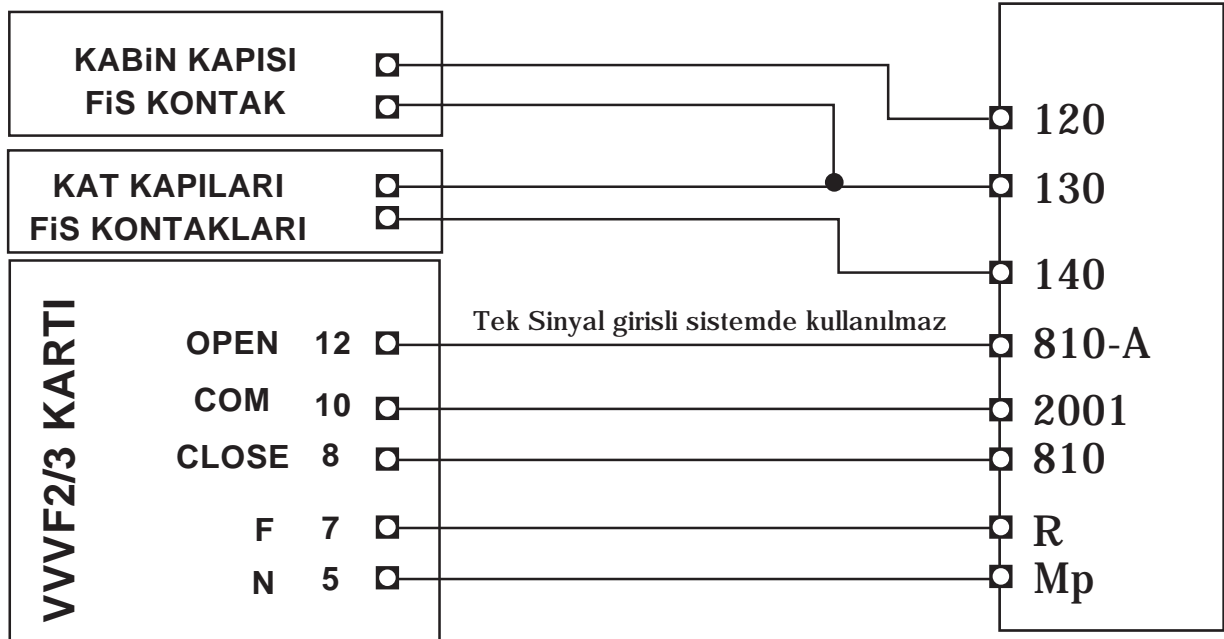 KABiN KAPISI
FiS KONTAK
KAT KAPILARI
FiS KONTAKLARI
VVVF2/3 KARTI
OPEN 12
COM 10
CLOSE 8
F 7
N 5
Tek Sinyal girisli sistemde kullanılmaz
120
130
140
810-A
2001
810
R
Mp